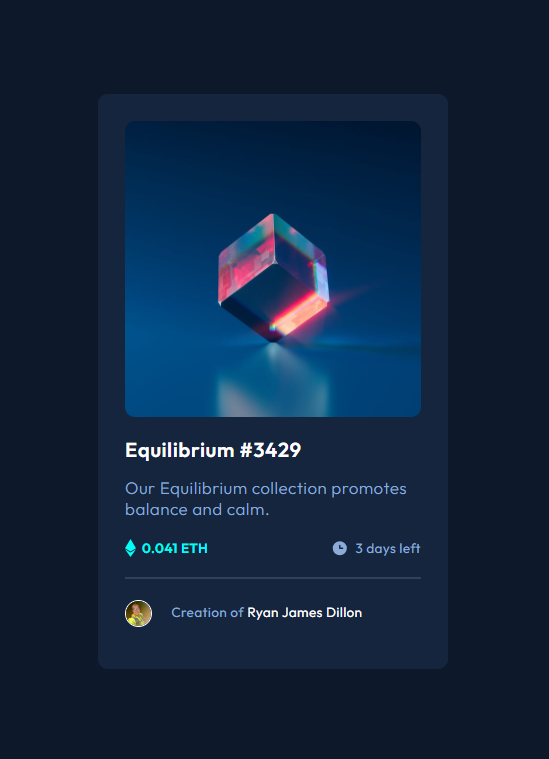 Equilibrium #3429
Our Equilibrium collection promotes
balance and calm.
0.041 ETH
3 days left
Creation of Ryan James Dillon